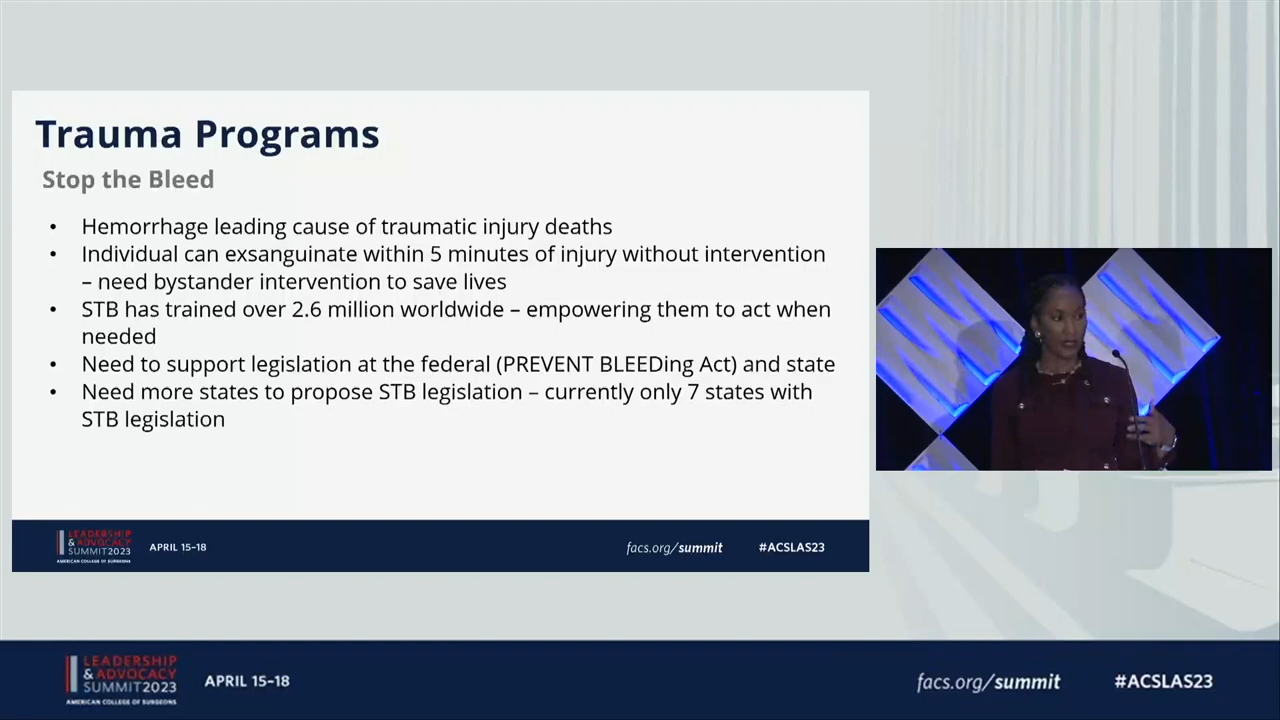 Trauma Programs
Stop the Bleed
• Hemorrhage leading cause of traumatic injury deaths
• Individual can exsanguinate within 5 minutes of injury without intervention
– need bystander intervention to save lives
• STB has trained over 2.6 million worldwide – empowering them to act when
needed
• Need to support legislation at the federal (PREVENT BLEEDing Act) and state
• Need more states to propose STB legislation – currently only 7 states with
STB legislation
LEADERSHIP
& ADVOCACY
SUMMIT2023
AMERICAN COLLEGE OF SURGEONS
APRIL 15–18
facs.org/summit
#ACSLAS23
LEADERSHIP
& ADVOCACY
SUMMIT2023
AMERICAN COLLEGE OF SURGEONS
APRIL 15–18
facs.org/summit
#ACSLAS23